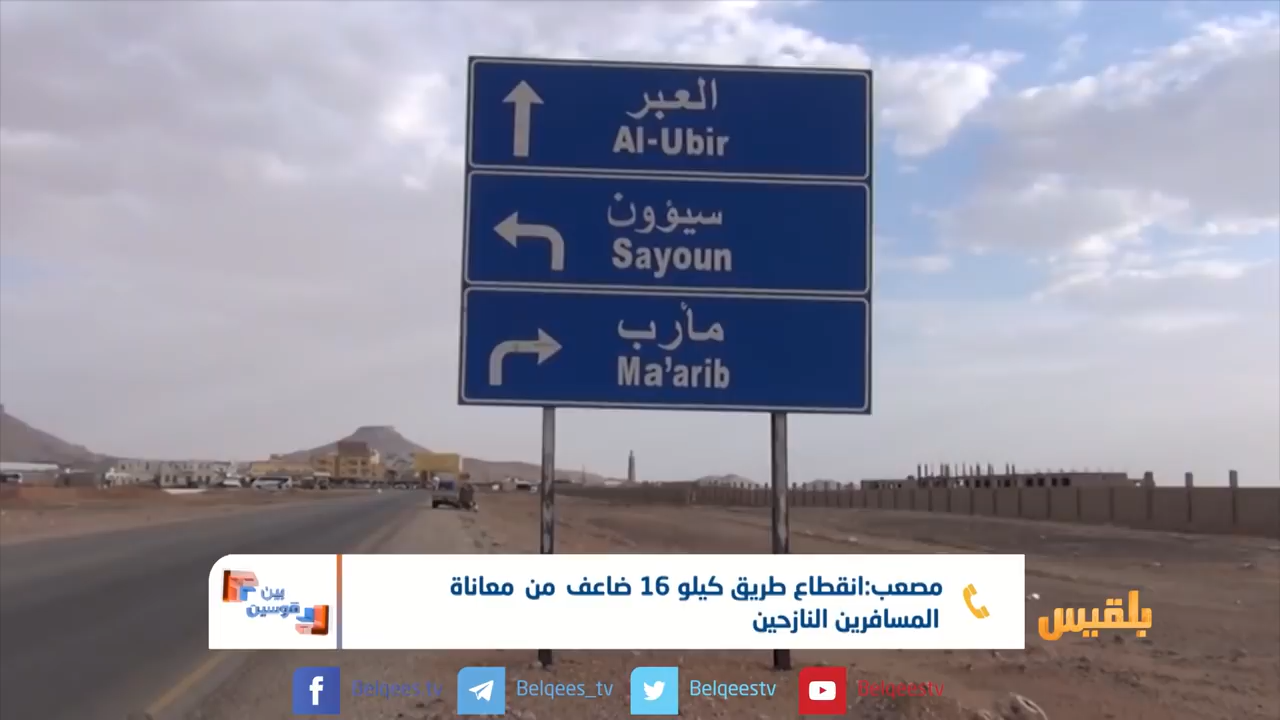 العبر
Al-Ubir
سيؤون
Sayoun
مأرب
Ma'arib
مصعب:انقطاع طريق كيلو 16 ضاعف من معاناة
المسافرين النازحين
بين
قوسين
بلقيس
Belqees_tv
Belqees_tv
Belqeestv
Belqeestv